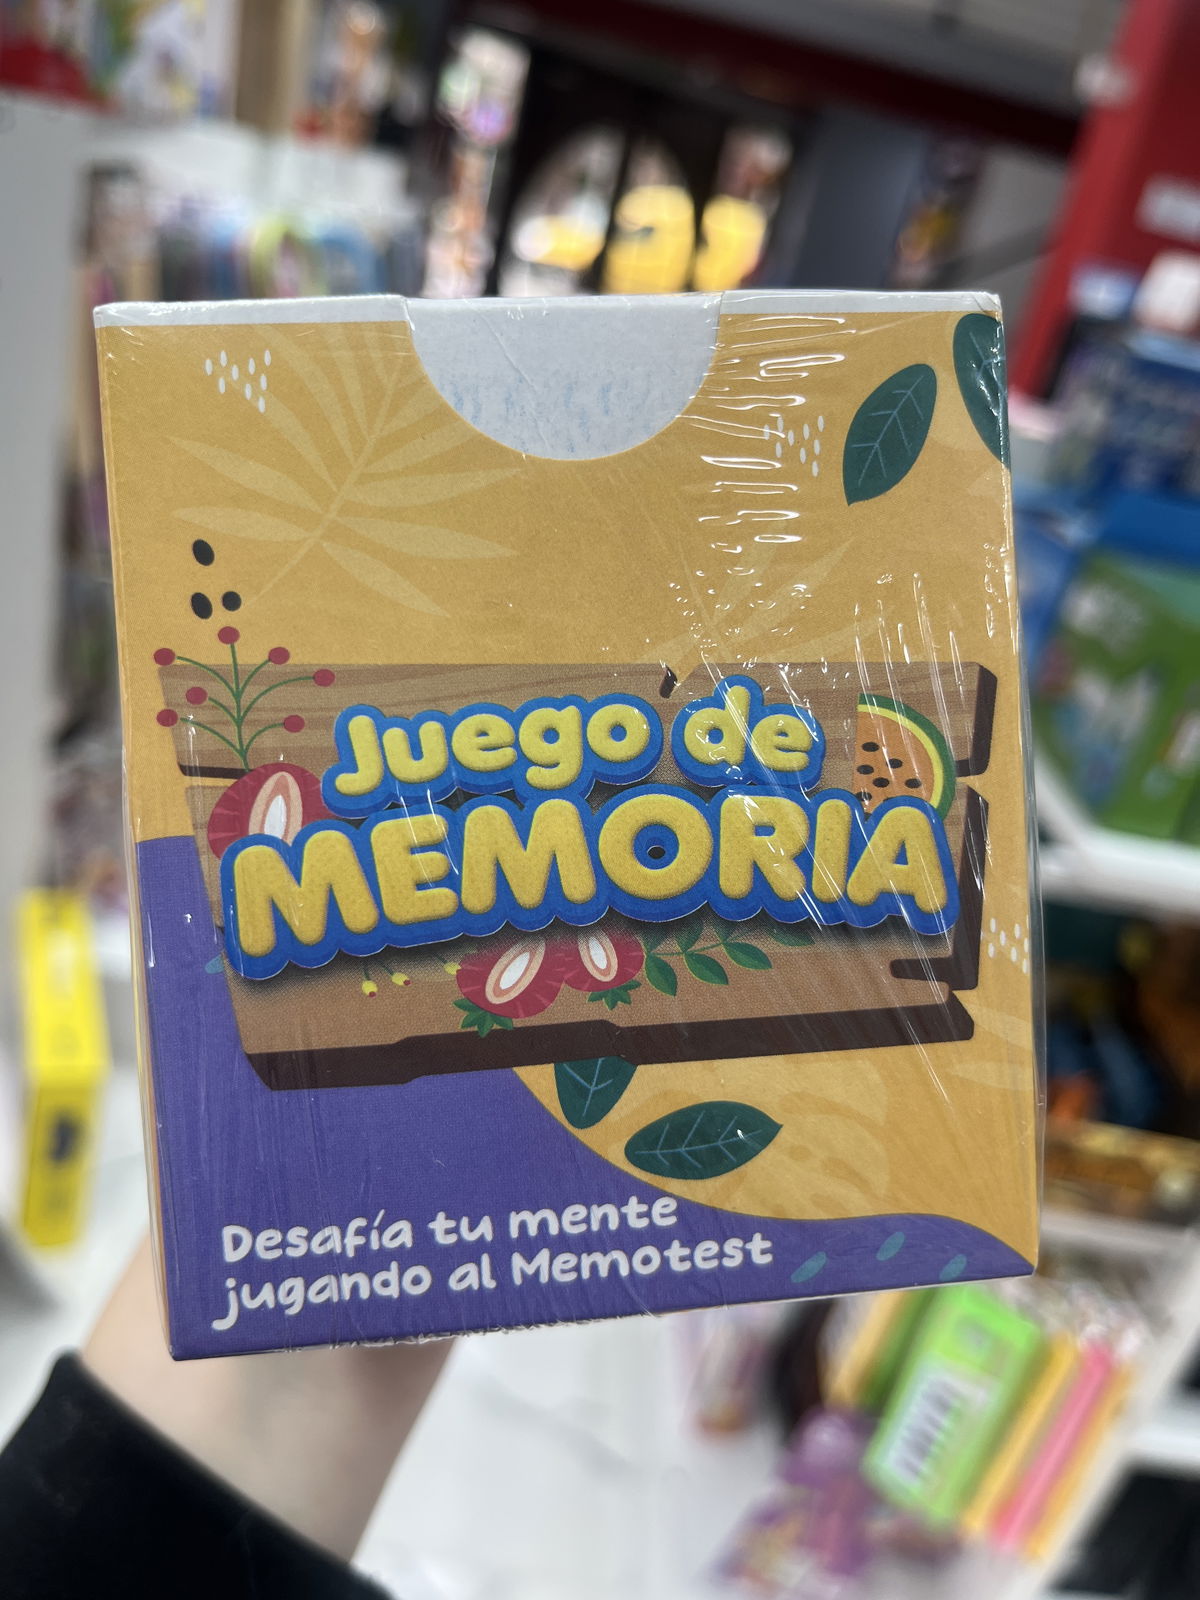 Juego de
MEMORIA
Desafía tu mente
jugando al Memotest